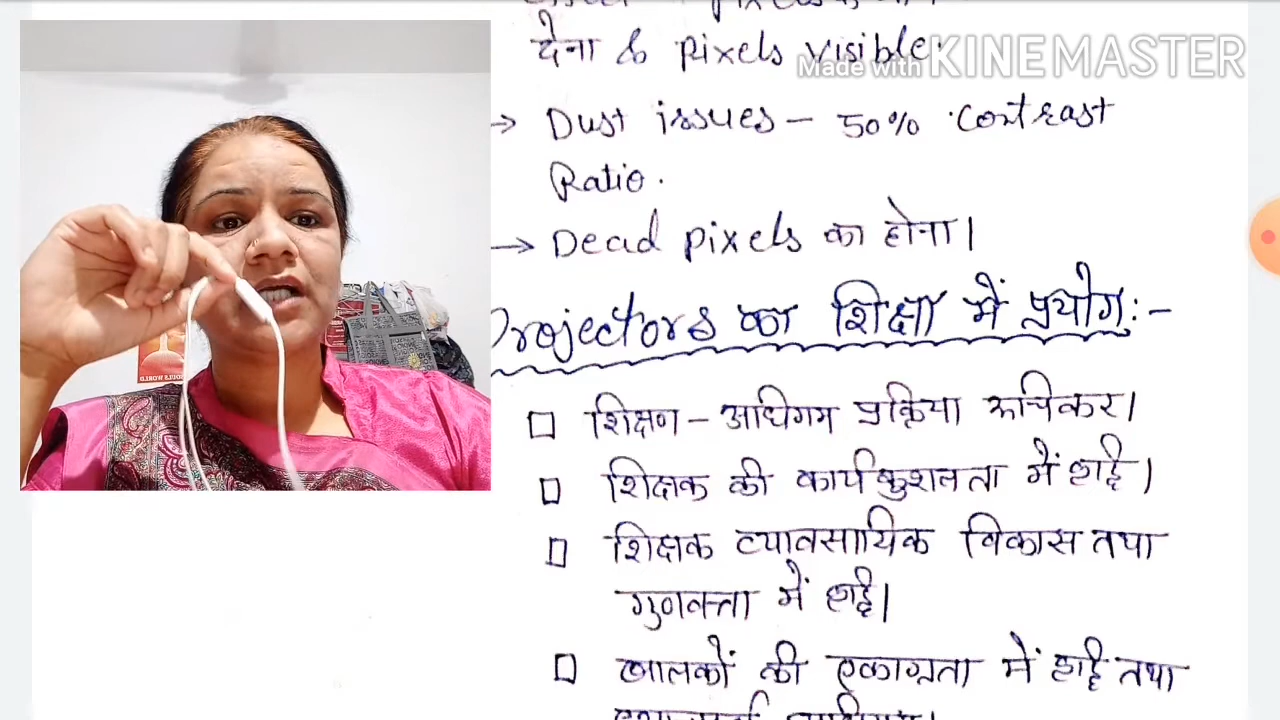 देना & pixels visible.
Made with KINEMASTER
→ Dust issues - 50% contrast
Ratio.
→ Dead pixels का होना।
Projectors का शिक्षा में प्रयोग :-
□ शिक्षण - अधिगम प्रक्रिया रूचिकर।
□ शिक्षक की कार्यकुशलता में वृद्धि।
□ शिक्षक व्यावसायिक विकास तथा
गुणवत्ता में वृद्धि।
□ बालकों की एकाग्रता में वृद्धि तथा